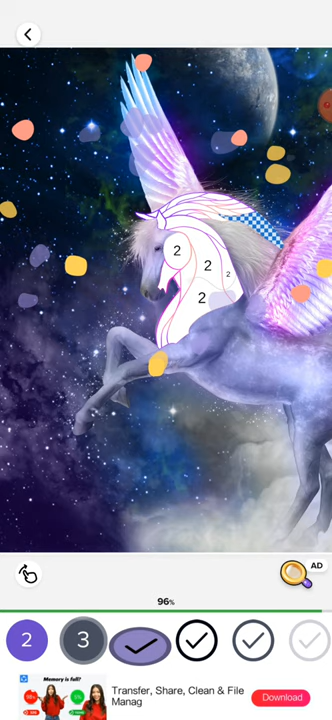 2
2
2
2
AD
96%
2
3
Memory is full?
Transfer, Share, Clean & File
Manag
Download